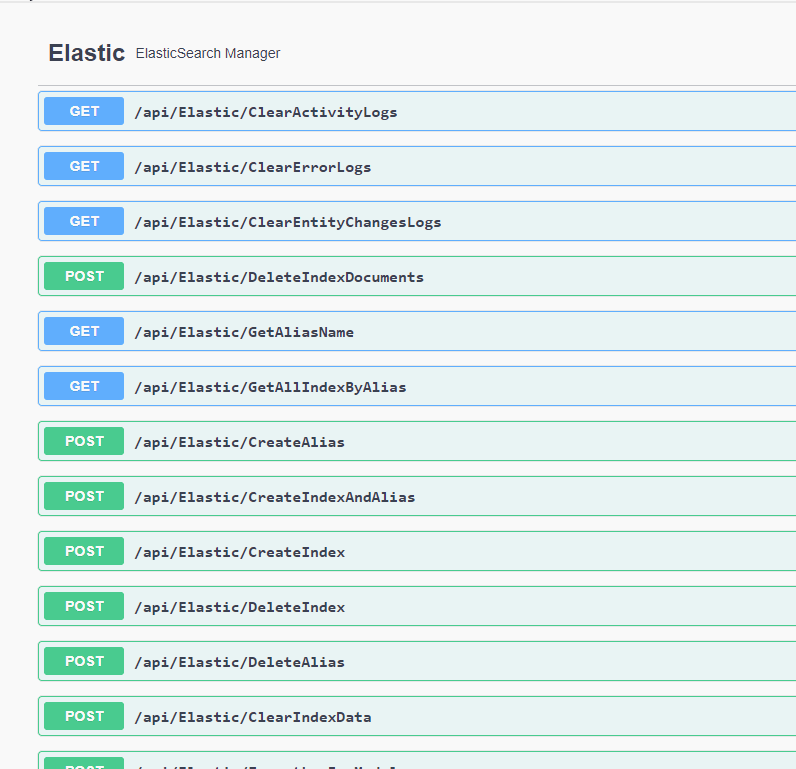 Elastic ElasticSearch Manager
GET /api/Elastic/ClearActivityLogs
GET /api/Elastic/ClearErrorLogs
GET /api/Elastic/ClearEntityChangesLogs
POST /api/Elastic/DeleteIndexDocuments
GET /api/Elastic/GetAliasName
GET /api/Elastic/GetAllIndexByAlias
POST /api/Elastic/CreateAlias
POST /api/Elastic/CreateIndexAndAlias
POST /api/Elastic/CreateIndex
POST /api/Elastic/DeleteIndex
POST /api/Elastic/DeleteAlias
POST /api/Elastic/ClearIndexData
POST